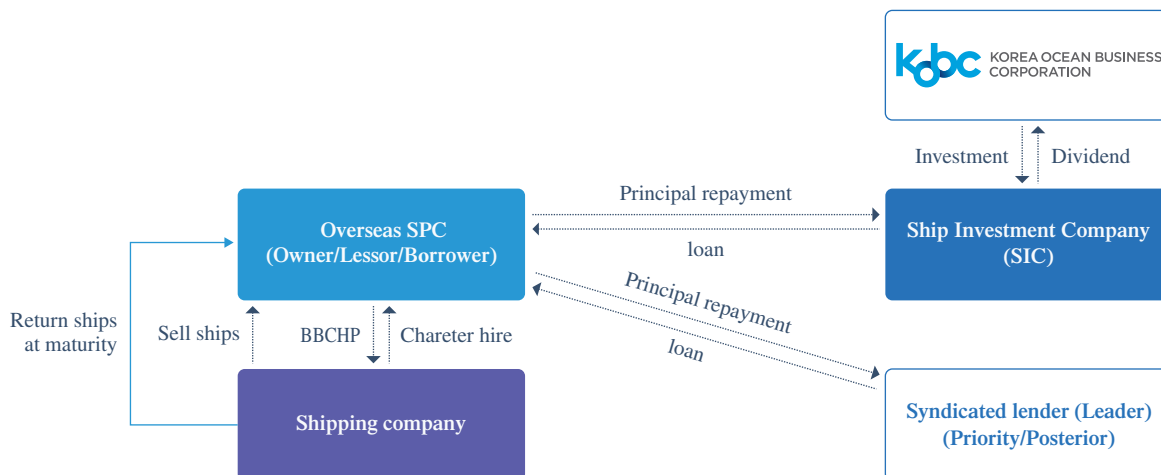 kobc KOREA OCEAN BUSINESS
CORPORATION
Investment
Dividend
Principal repayment
Overseas SPC
(Owner/Lessor/Borrower)
Ship Investment Company
(SIC)
loan
Principal repayment
loan
Return ships
at maturity
Sell ships
BBCHP
Chareter hire
Shipping company
Syndicated lender (Leader)
(Priority/Posterior)